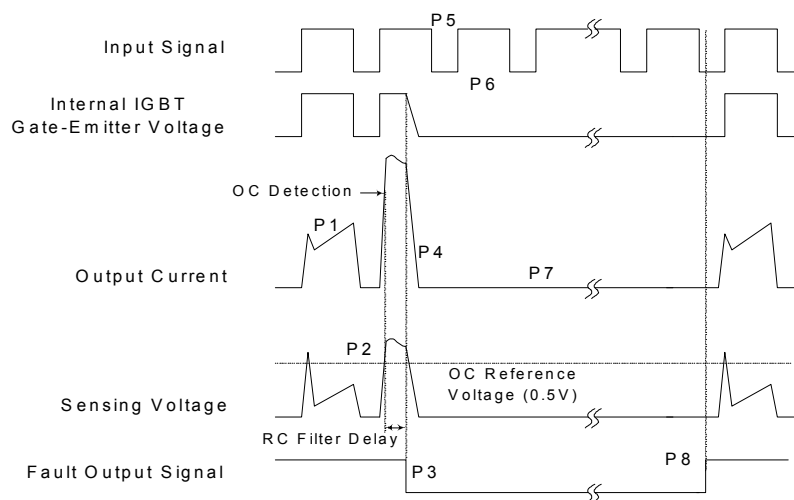 P5
Input Signal
P6
Internal IGBT
Gate-Emitter Voltage
OC Detection
P1
P4
P7
Output Current
P2
OC Reference
Voltage (0.5V)
Sensing Voltage
RC Filter Delay
Fault Output Signal
P3
P8